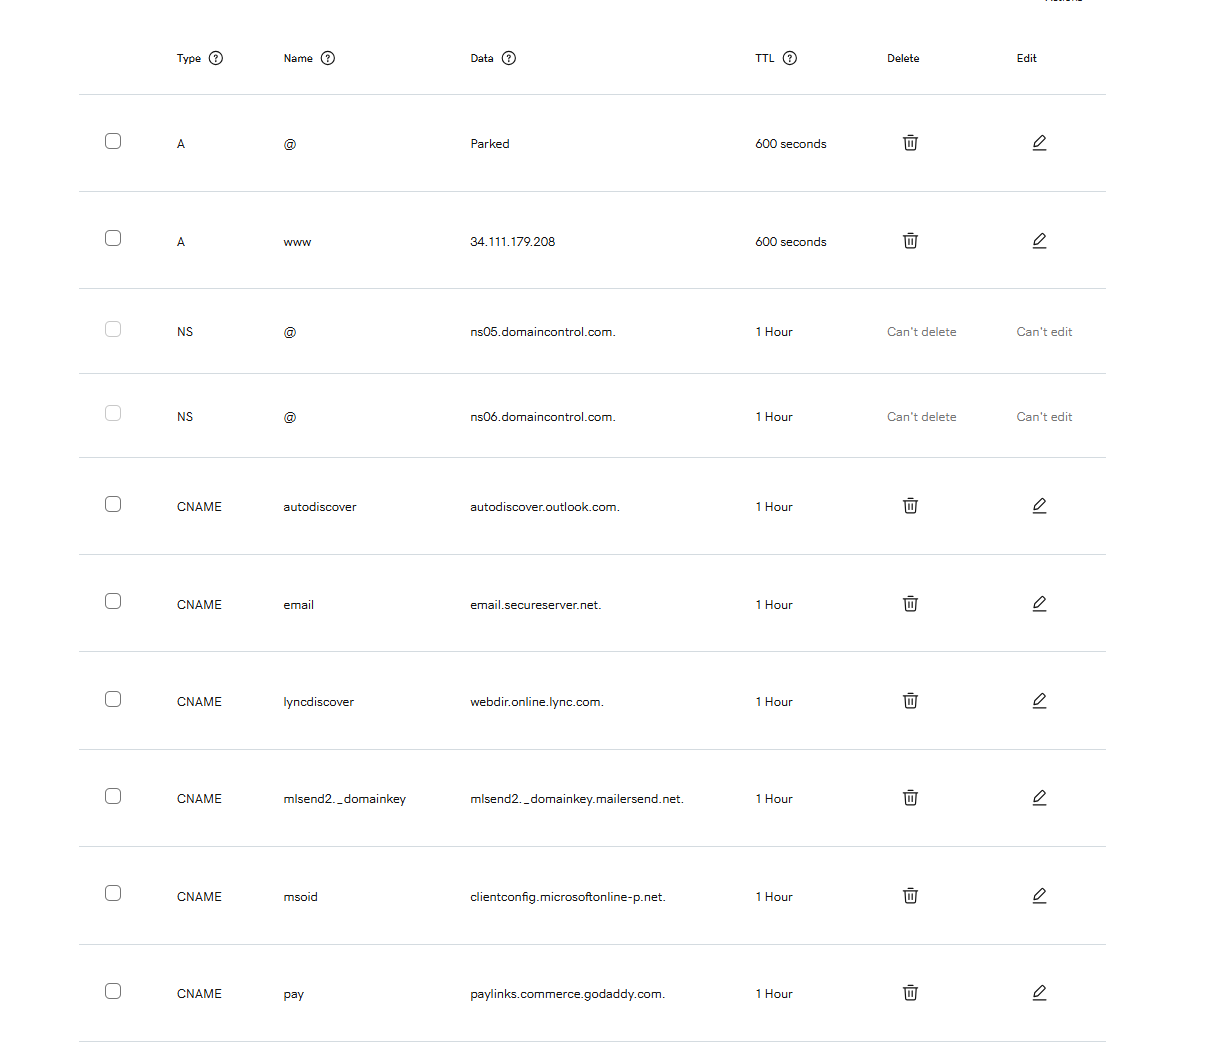 Type Name Data TTL Delete Edit
A @ Parked 600 seconds
A www 34.111.179.208 600 seconds
NS @ ns05.domaincontrol.com. 1 Hour Can't delete Can't edit
NS @ ns06.domaincontrol.com. 1 Hour Can't delete Can't edit
CNAME autodiscover autodiscover.outlook.com. 1 Hour
CNAME email email.secureserver.net. 1 Hour
CNAME lyncdiscover webdir.online.lync.com. 1 Hour
CNAME mlsend2._domainkey mlsend2._domainkey.mailersend.net. 1 Hour
CNAME msoid clientconfig.microsoftonline-p.net. 1 Hour
CNAME pay paylinks.commerce.godaddy.com. 1 Hour